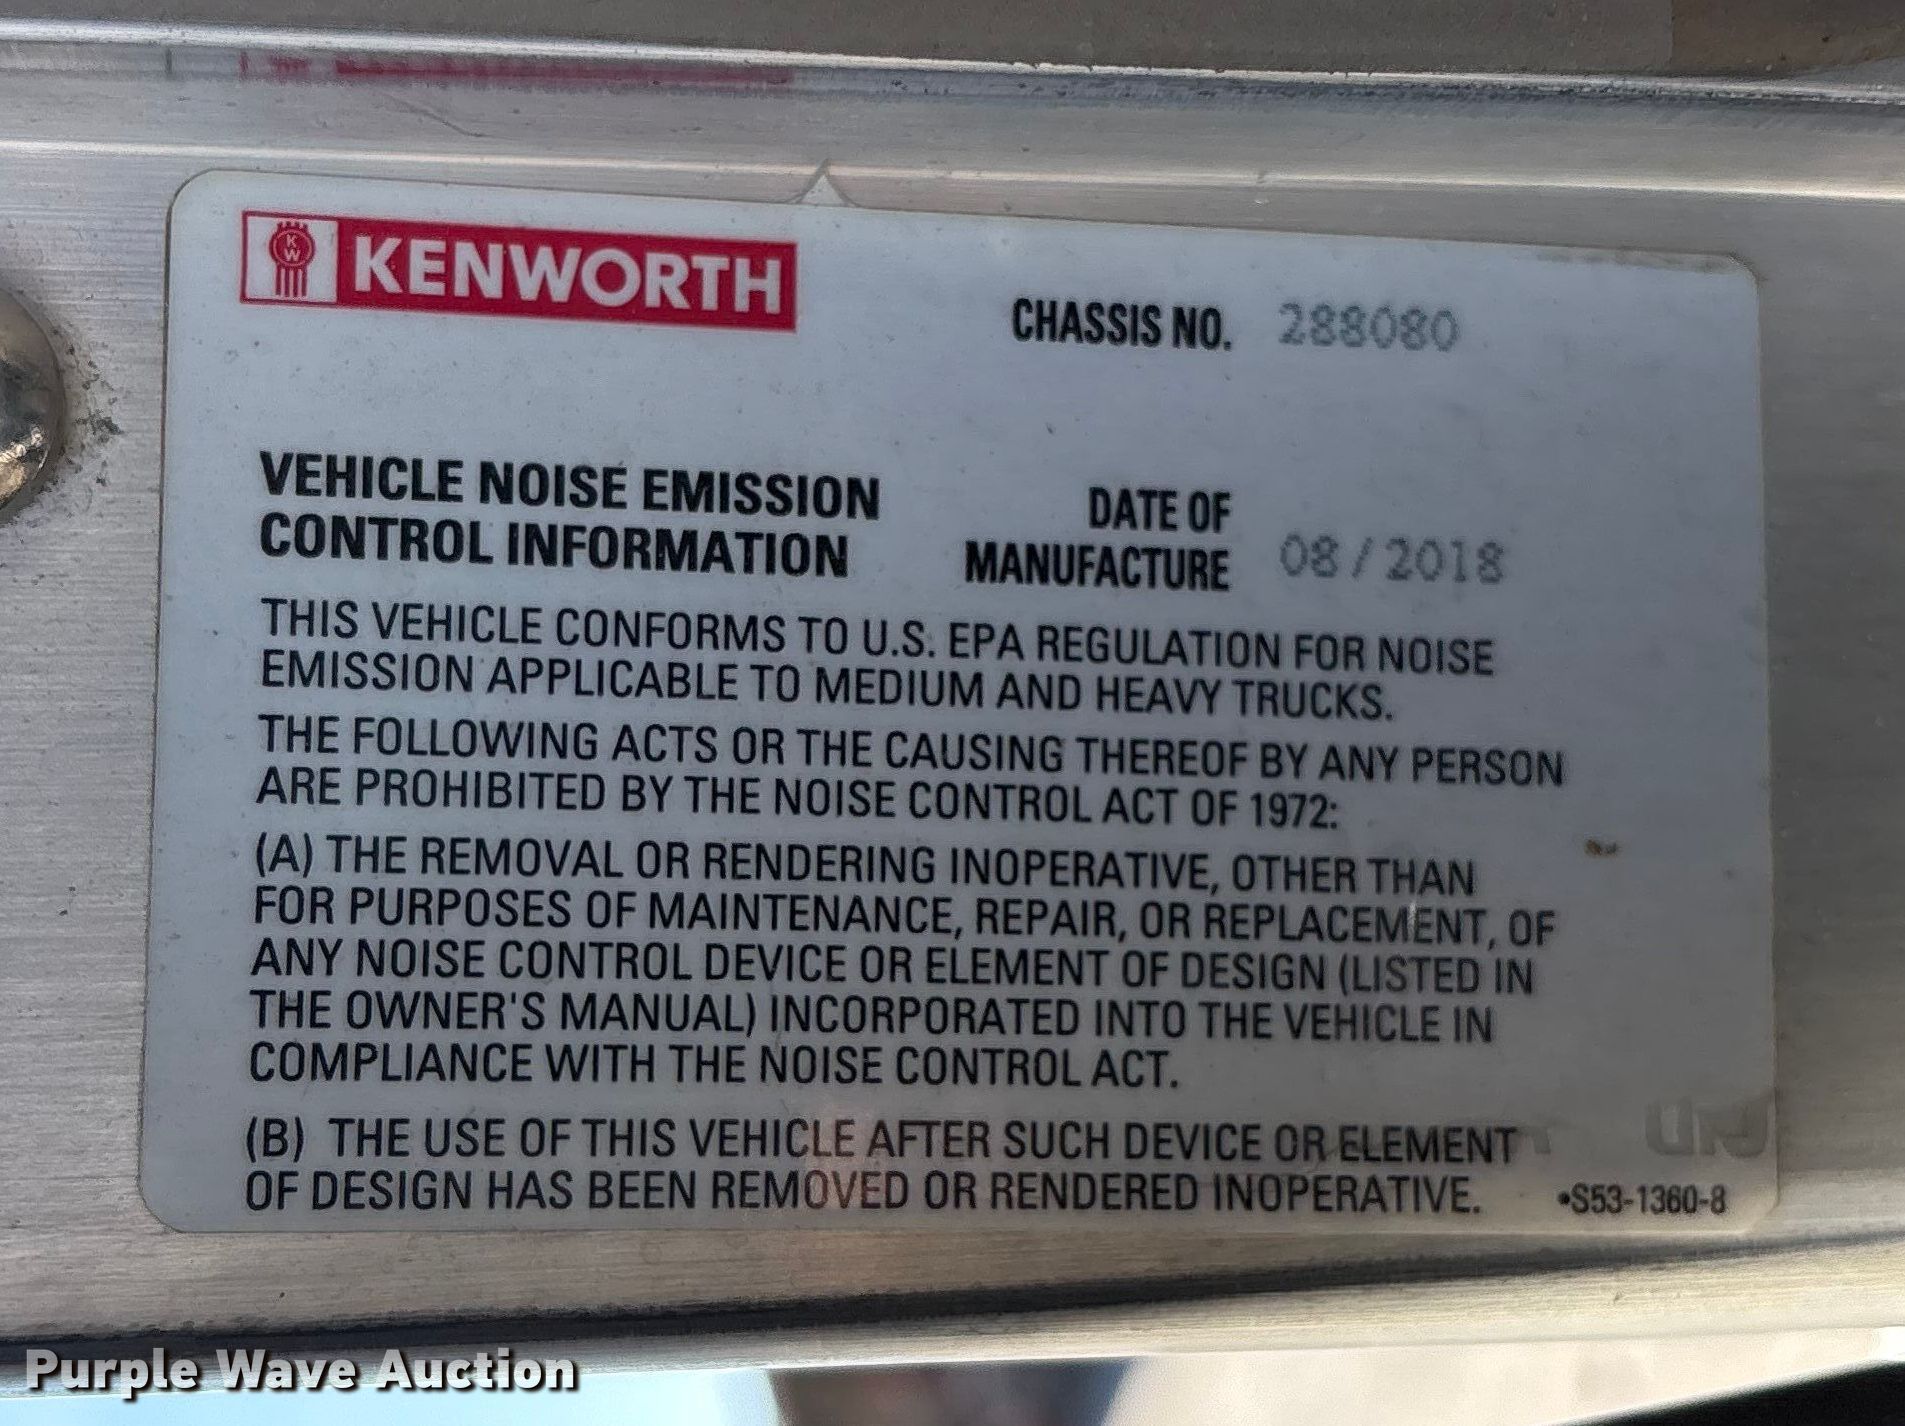 KW KENWORTH
CHASSIS NO. 288080
VEHICLE NOISE EMISSION
CONTROL INFORMATION
DATE OF
MANUFACTURE 08/2018
THIS VEHICLE CONFORMS TO U.S. EPA REGULATION FOR NOISE
EMISSION APPLICABLE TO MEDIUM AND HEAVY TRUCKS.
THE FOLLOWING ACTS OR THE CAUSING THEREOF BY ANY PERSON
ARE PROHIBITED BY THE NOISE CONTROL ACT OF 1972:
(A) THE REMOVAL OR RENDERING INOPERATIVE, OTHER THAN
FOR PURPOSES OF MAINTENANCE, REPAIR, OR REPLACEMENT, OF
ANY NOISE CONTROL DEVICE OR ELEMENT OF DESIGN (LISTED IN
THE OWNER'S MANUAL) INCORPORATED INTO THE VEHICLE IN
COMPLIANCE WITH THE NOISE CONTROL ACT.
(B) THE USE OF THIS VEHICLE AFTER SUCH DEVICE OR ELEMENT
OF DESIGN HAS BEEN REMOVED OR RENDERED INOPERATIVE.
•S53-1360-8
Purple Wave Auction